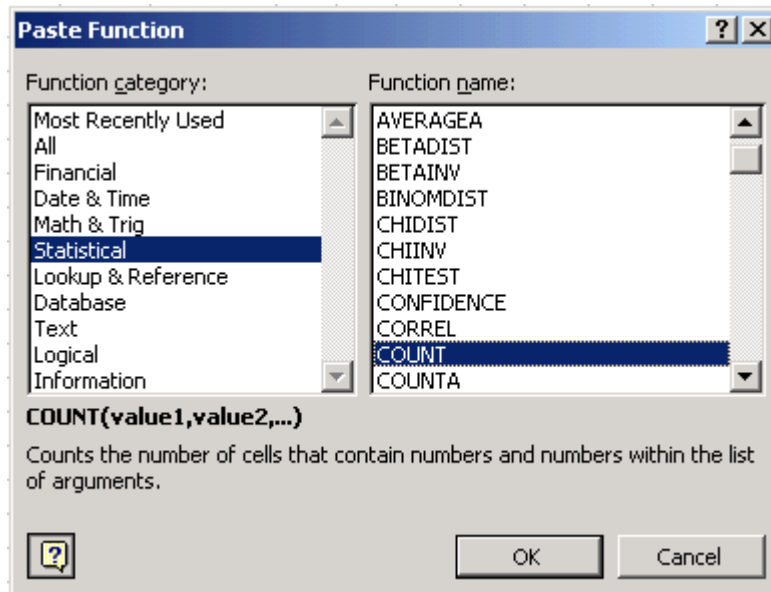 Paste Function
Function category:
Function name:
Most Recently Used
All
Financial
Date & Time
Math & Trig
Statistical
Lookup & Reference
Database
Text
Logical
Information
AVERAGEA
BETADIST
BETAINV
BINOMDIST
CHIDIST
CHIINV
CHITEST
CONFIDENCE
CORREL
COUNT
COUNTA
COUNT(value1,value2,...)
Counts the number of cells that contain numbers and numbers within the list
of arguments.
OK
Cancel